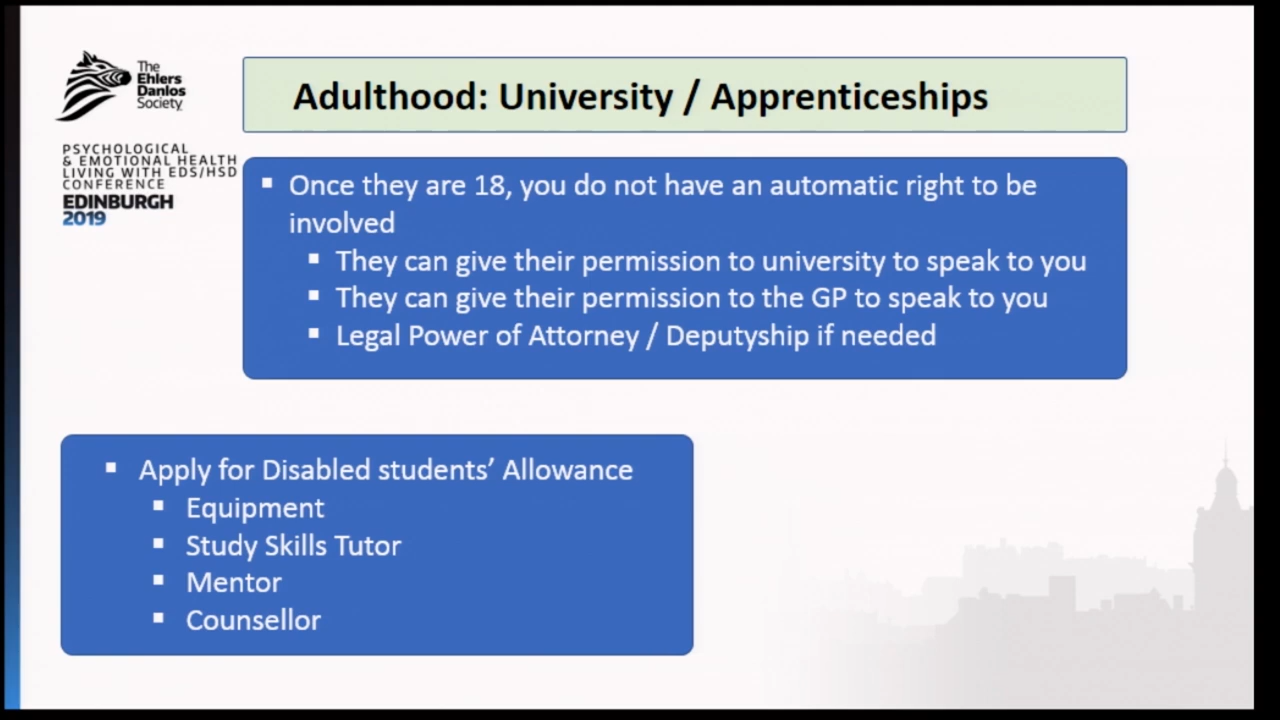 The
Ehlers
Danlos
Society
PSYCHOLOGICAL
& EMOTIONAL HEALTH
LIVING WITH EDS/HSD
CONFERENCE
EDINBURGH
2019
Adulthood: University / Apprenticeships
▪ Once they are 18, you do not have an automatic right to be
involved
▪ They can give their permission to university to speak to you
▪ They can give their permission to the GP to speak to you
▪ Legal Power of Attorney / Deputyship if needed
▪ Apply for Disabled students’ Allowance
▪ Equipment
▪ Study Skills Tutor
▪ Mentor
▪ Counsellor